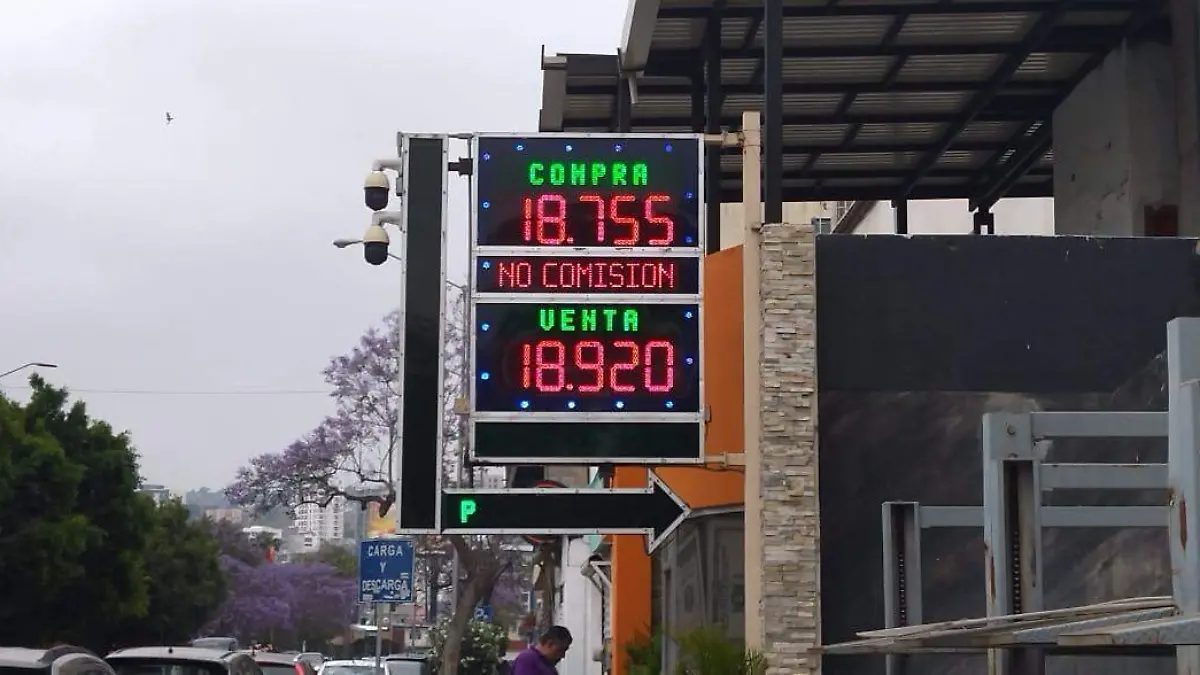 COMPRA
18.755
NO COMISION
VENTA
18.920
P
CARGA
Y
DESCARGA